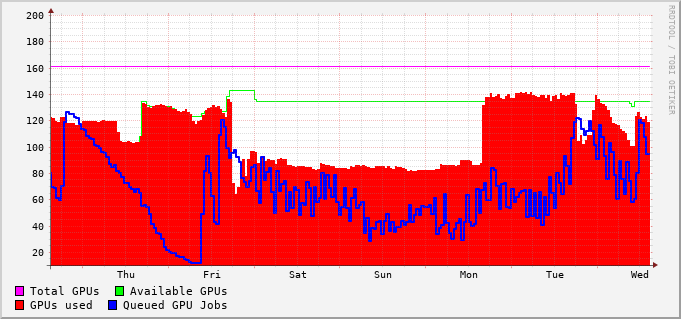 RRDTOOL / TOBI OETIKER
200
180
160
140
120
100
80
60
40
20
Thu Fri Sat Sun Mon Tue Wed
Total GPUs Available GPUs
GPUs used Queued GPU Jobs